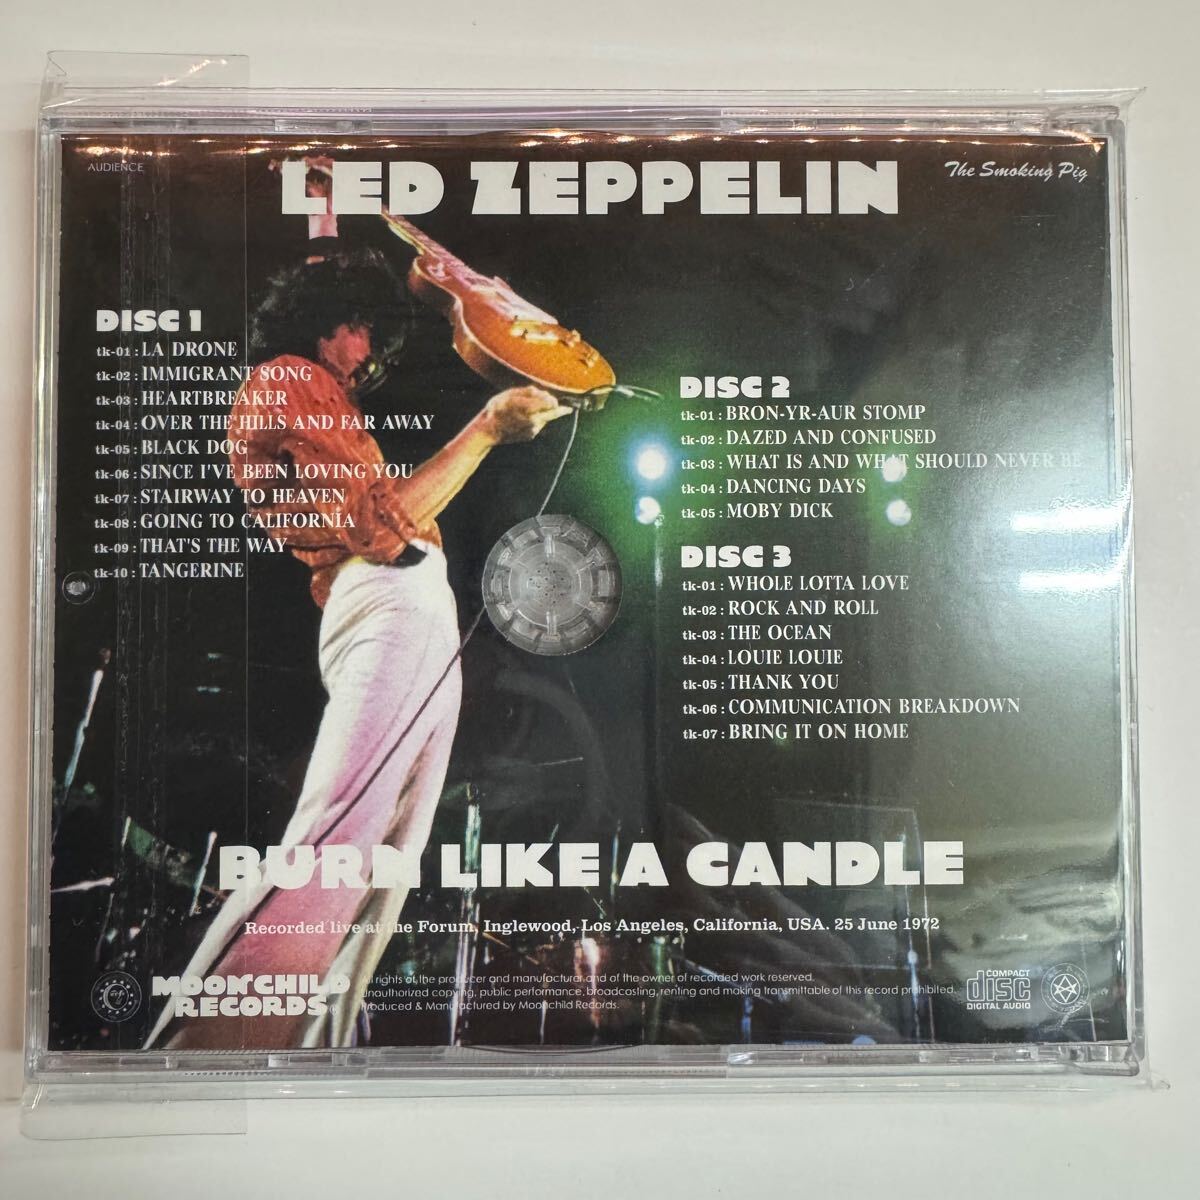 AUDIENCE
LED ZEPPELIN
The Smoking Pig
DISC 1
tk-01 : LA DRONE
tk-02 : IMMIGRANT SONG
tk-03 : HEARTBREAKER
tk-04 : OVER THE HILLS AND FAR AWAY
tk-05 : BLACK DOG
tk-06 : SINCE I'VE BEEN LOVING YOU
tk-07 : STAIRWAY TO HEAVEN
tk-08 : GOING TO CALIFORNIA
tk-09 : THAT'S THE WAY
tk-10 : TANGERINE
DISC 2
tk-01 : BRON-YR-AUR STOMP
tk-02 : DAZED AND CONFUSED
tk-03 : WHAT IS AND WHAT SHOULD NEVER BE
tk-04 : DANCING DAYS
tk-05 : MOBY DICK
DISC 3
tk-01 : WHOLE LOTTA LOVE
tk-02 : ROCK AND ROLL
tk-03 : THE OCEAN
tk-04 : LOUIE LOUIE
tk-05 : THANK YOU
tk-06 : COMMUNICATION BREAKDOWN
tk-07 : BRING IT ON HOME
BURN LIKE A CANDLE
Recorded live at the Forum, Inglewood, Los Angeles, California, USA. 25 June 1972
MOONCHILD
RECORDS
All rights of the producer and manufacturer and of the owner of recorded work reserved.
Unauthorized copying, public performance, broadcasting, renting and making transmittable of this record prohibited.
Produced & Manufactured by Moonchild Records.
COMPACT
disc
DIGITAL AUDIO